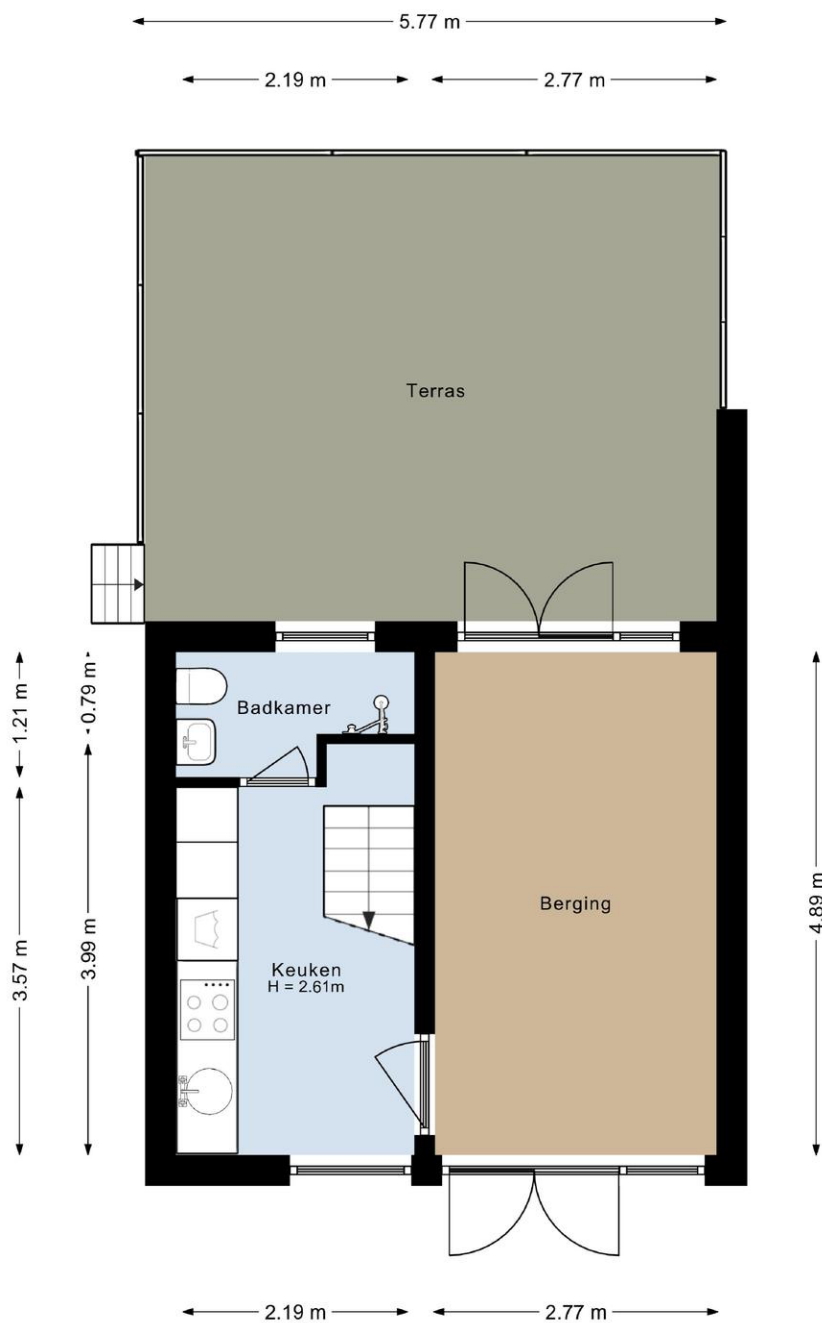 5.77 m
2.19 m
2.77 m
Terras
1.21 m
0.79 m
Badkamer
3.57 m
3.99 m
Keuken
H = 2.61m
Berging
4.89 m
2.19 m
2.77 m